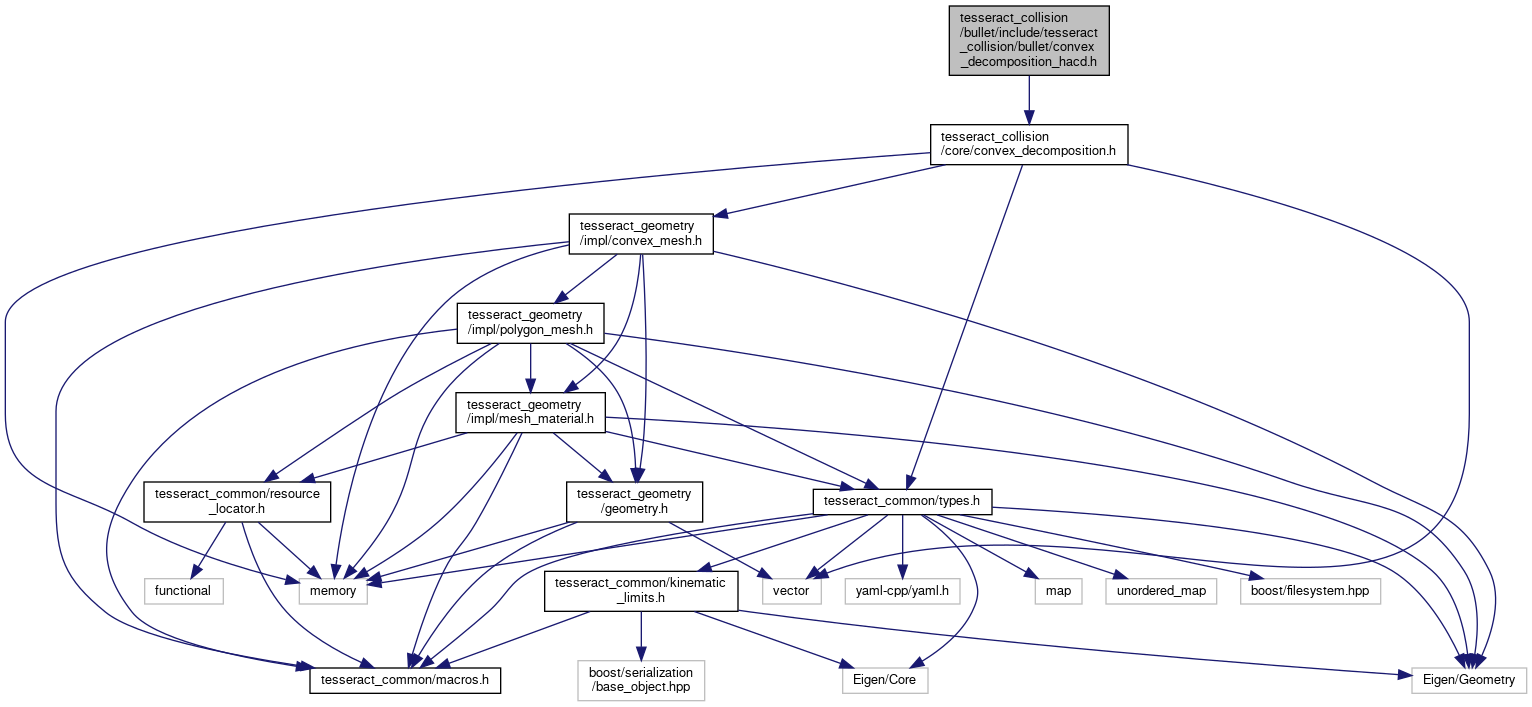 tesseract_collision
/bullet/include/tesseract
_collision/bullet/convex
_decomposition_hacd.h
tesseract_collision
/core/convex_decomposition.h
tesseract_geometry
/impl/convex_mesh.h
tesseract_geometry
/impl/polygon_mesh.h
tesseract_geometry
/impl/mesh_material.h
tesseract_common/resource
_locator.h
tesseract_geometry
/geometry.h
tesseract_common/types.h
functional
memory
tesseract_common/kinematic
_limits.h
vector
yaml-cpp/yaml.h
map
unordered_map
boost/filesystem.hpp
tesseract_common/macros.h
boost/serialization
/base_object.hpp
Eigen/Core
Eigen/Geometry